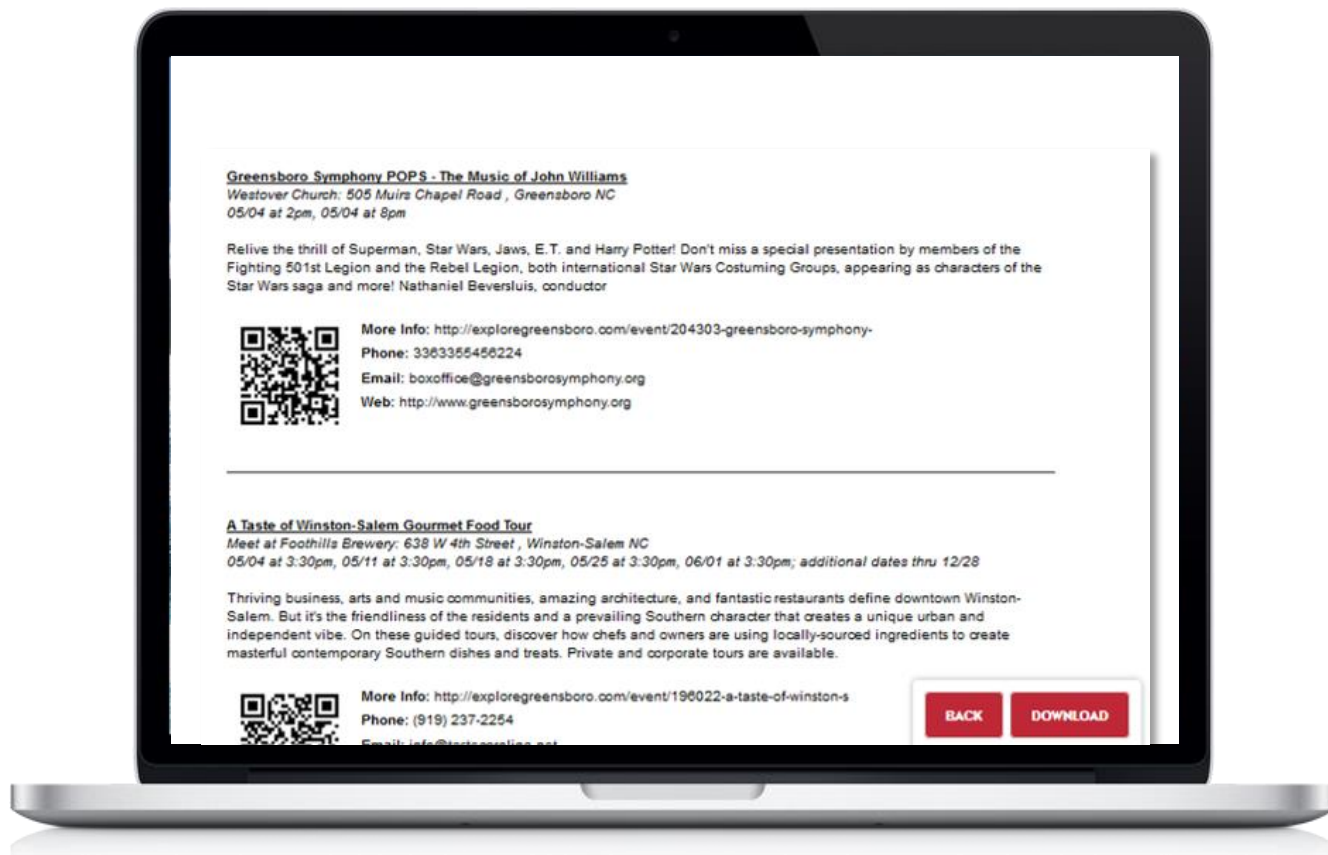 Greensboro Symphony POPS - The Music of John Williams
Westover Church: 505 Muirs Chapel Road , Greensboro NC
05/04 at 2pm, 05/04 at 8pm
Relive the thrill of Superman, Star Wars, Jaws, E.T. and Harry Potter! Don't miss a special presentation by members of the
Fighting 501st Legion and the Rebel Legion, both international Star Wars Costuming Groups, appearing as characters of the
Star Wars saga and more! Nathaniel Beversluis, conductor
More Info: http://exploregreensboro.com/event/204303-greensboro-symphony-
Phone: 3363355456224
Email: boxoffice@greensborosymphony.org
Web: http://www.greensborosymphony.org
A Taste of Winston-Salem Gourmet Food Tour
Meet at Foothills Brewery: 638 W 4th Street , Winston-Salem NC
05/04 at 3:30pm, 05/11 at 3:30pm, 05/18 at 3:30pm, 05/25 at 3:30pm, 06/01 at 3:30pm; additional dates thru 12/28
Thriving business, arts and music communities, amazing architecture, and fantastic restaurants define downtown Winston-
Salem. But it's the friendliness of the residents and a prevailing Southern character that creates a unique urban and
independent vibe. On these guided tours, discover how chefs and owners are using locally-sourced ingredients to create
masterful contemporary Southern dishes and treats. Private and corporate tours are available.
More Info: http://exploregreensboro.com/event/196022-a-taste-of-winston-s
Phone: (919) 237-2254
Email:
BACK
DOWNLOAD